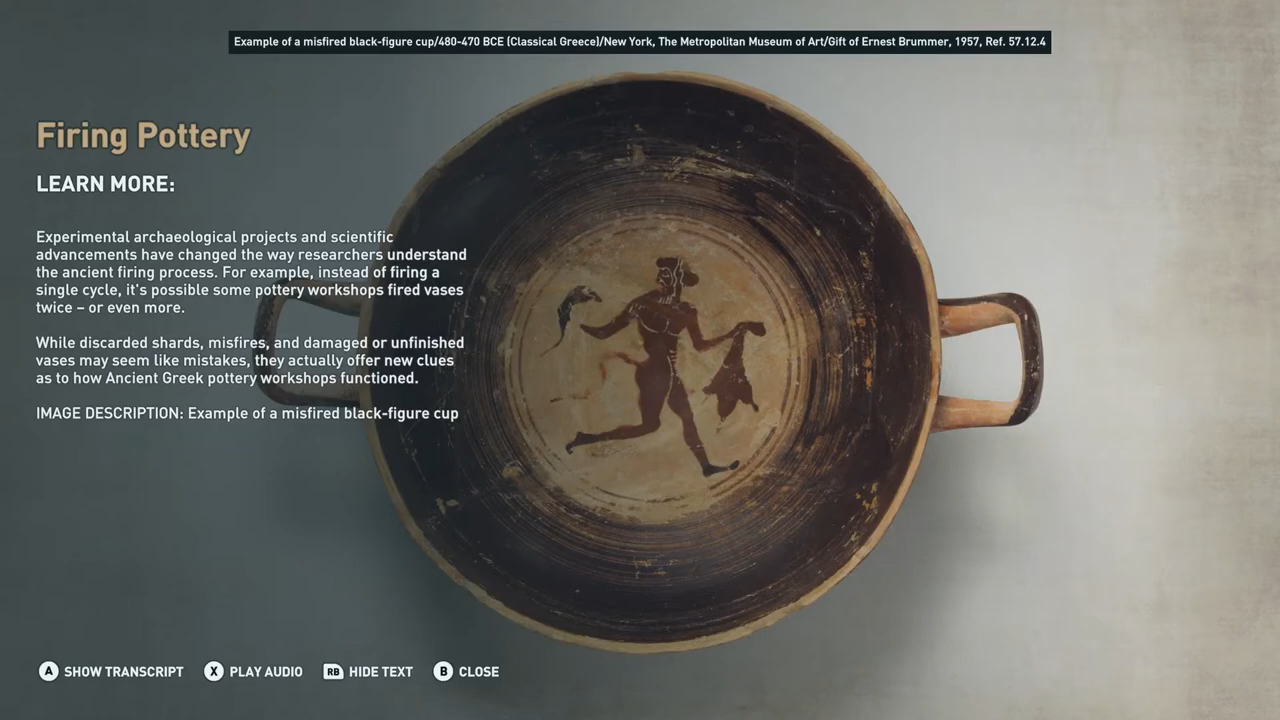 Example of a misfired black-figure cup/480-470 BCE (Classical Greece)/New York, The Metropolitan Museum of Art/Gift of Ernest Brummer, 1957, Ref. 57.12.4
Firing Pottery
LEARN MORE:
Experimental archaeological projects and scientific
advancements have changed the way researchers understand
the ancient firing process. For example, instead of firing a
single cycle, it's possible some pottery workshops fired vases
twice – or even more.
While discarded shards, misfires, and damaged or unfinished
vases may seem like mistakes, they actually offer new clues
as to how Ancient Greek pottery workshops functioned.
IMAGE DESCRIPTION: Example of a misfired black-figure cup
A SHOW TRANSCRIPT X PLAY AUDIO RB HIDE TEXT B CLOSE